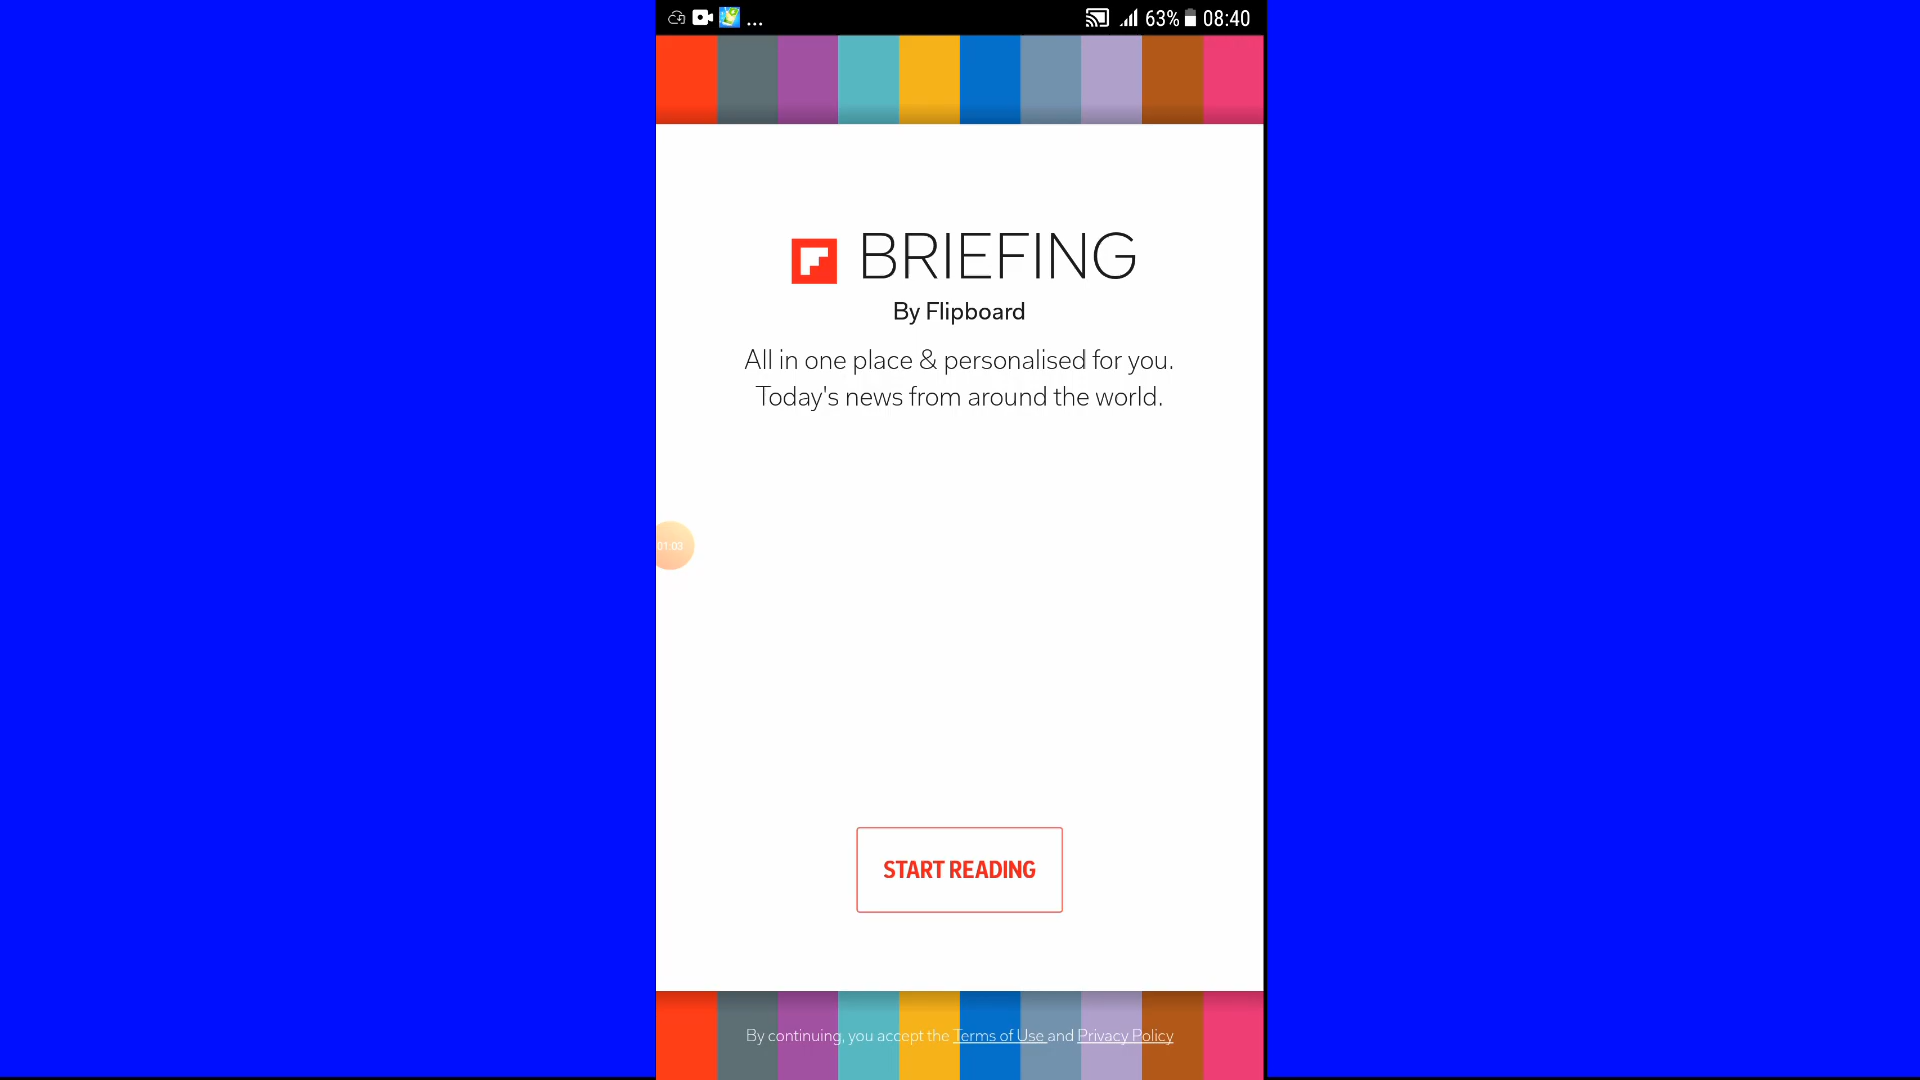 ... 63% 08:40
BRIEFING
By Flipboard
All in one place & personalised for you.
Today's news from around the world.
01:03
START READING
By continuing, you accept the Terms of Use and Privacy Policy